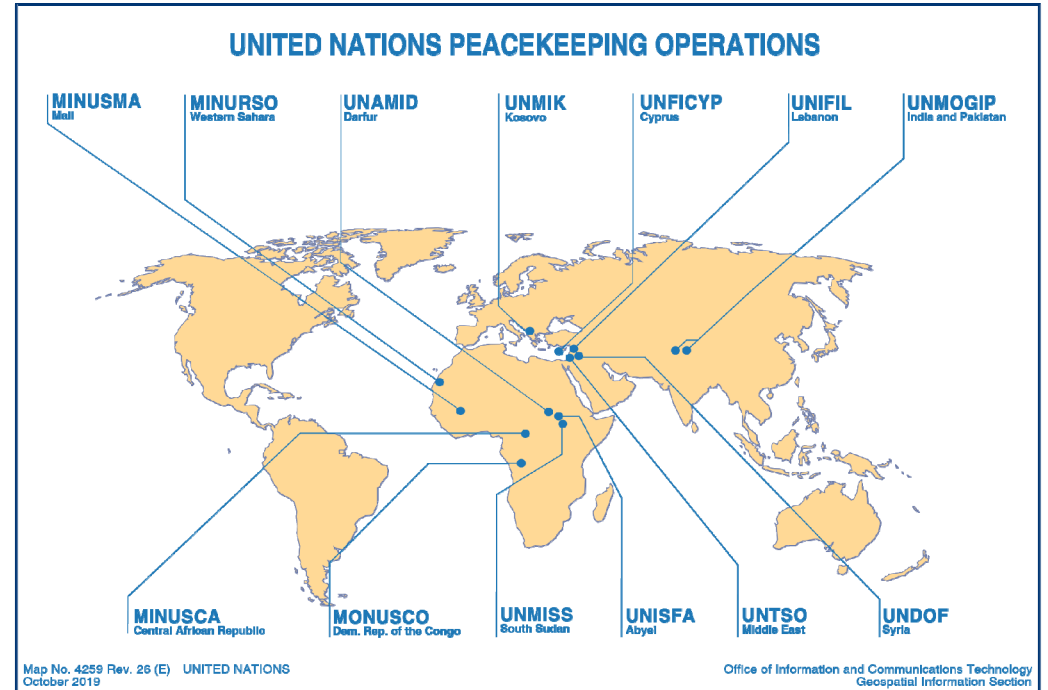 UNITED NATIONS PEACEKEEPING OPERATIONS
MINUSMA
Mali
MINURSO
Western Sahara
UNAMID
Darfur
UNMIK
Kosovo
UNFICYP
Cyprus
UNIFIL
Lebanon
UNMOGIP
India and Pakistan
MINUSCA
Central African Republic
MONUSCO
Dem. Rep. of the Congo
UNMISS
South Sudan
UNISFA
Abyei
UNTSO
Middle East
UNDOF
Syria
Map No. 4259 Rev. 26 (E) UNITED NATIONS
October 2019
Office of Information and Communications Technology
Geospatial Information Section